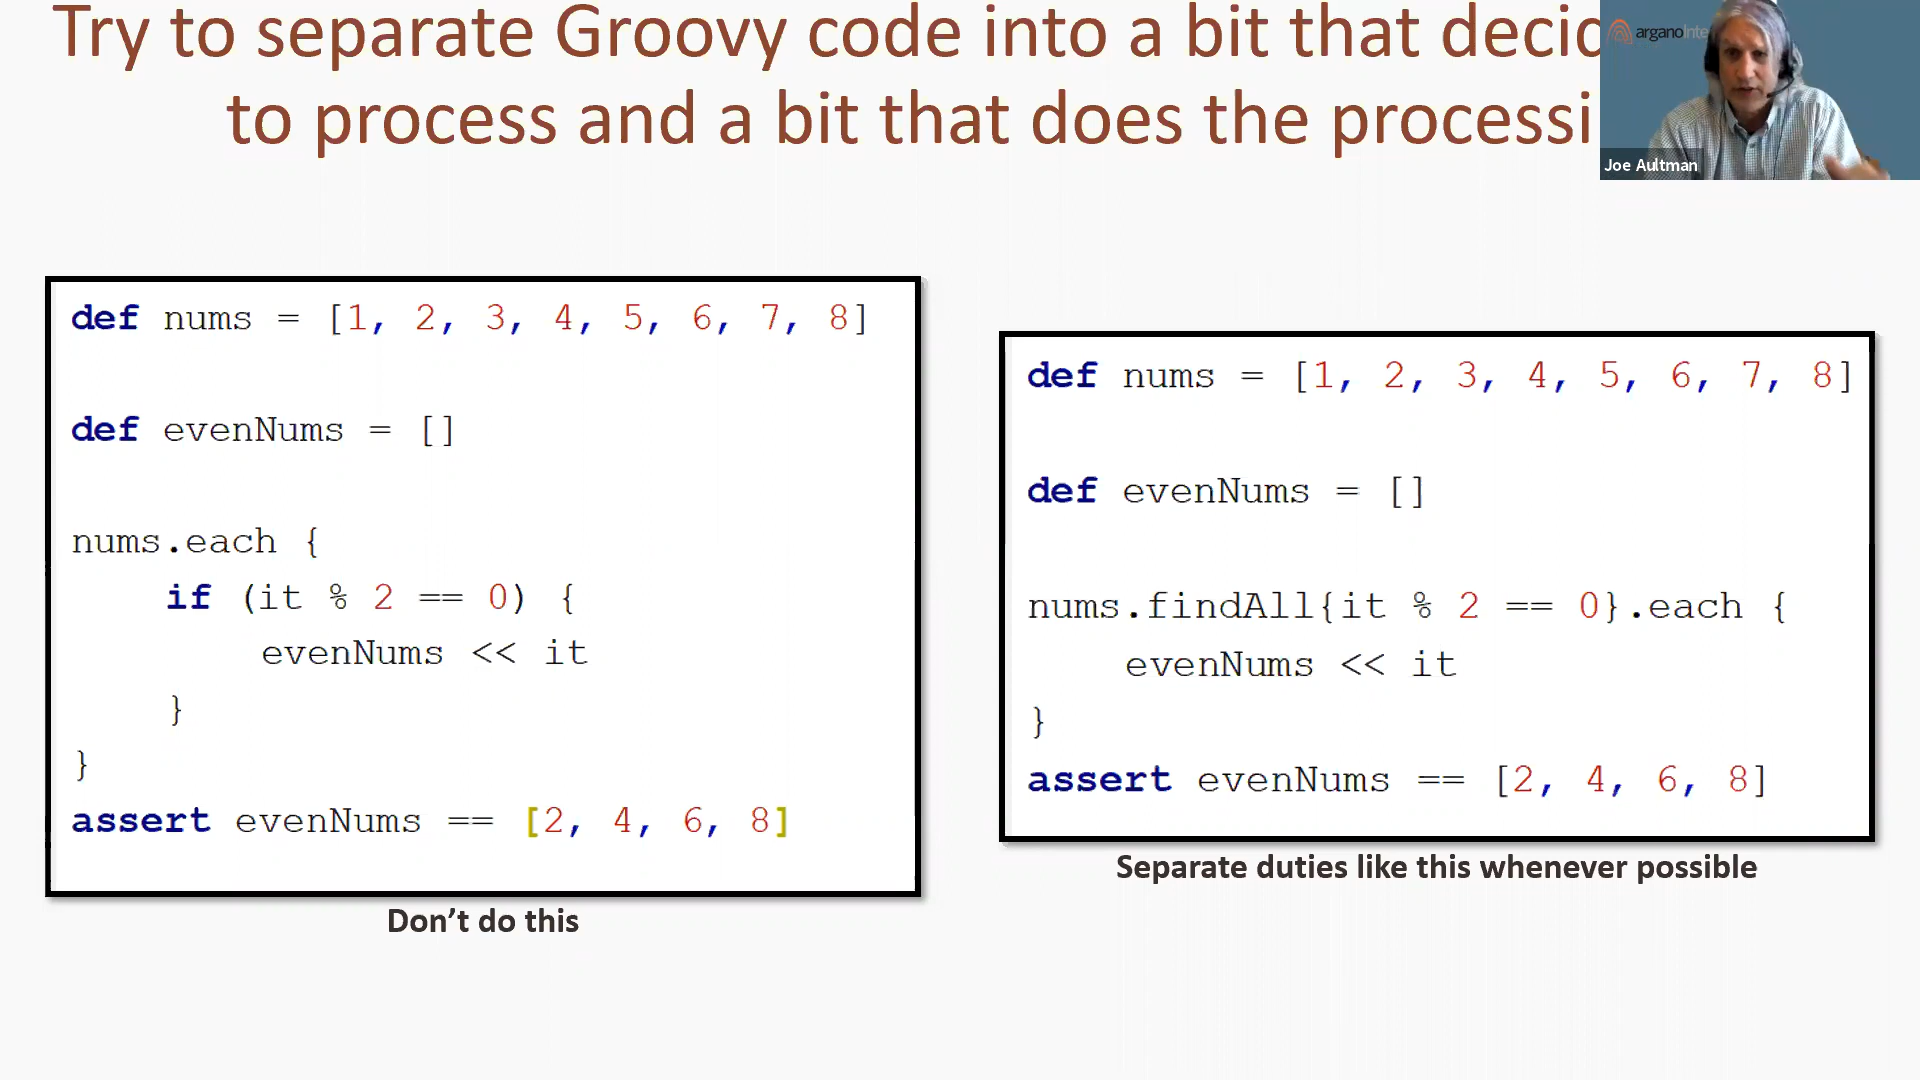 Try to separate Groovy code into a bit that decid
to process and a bit that does the processi
arganoInte
Joe Aultman
def nums = [1, 2, 3, 4, 5, 6, 7, 8]
def evenNums = []
nums.each {
if (it % 2 == 0) {
evenNums << it
}
}
assert evenNums == [2, 4, 6, 8]
Don’t do this
def nums = [1, 2, 3, 4, 5, 6, 7, 8]
def evenNums = []
nums.findAll{it % 2 == 0}.each {
evenNums << it
}
assert evenNums == [2, 4, 6, 8]
Separate duties like this whenever possible